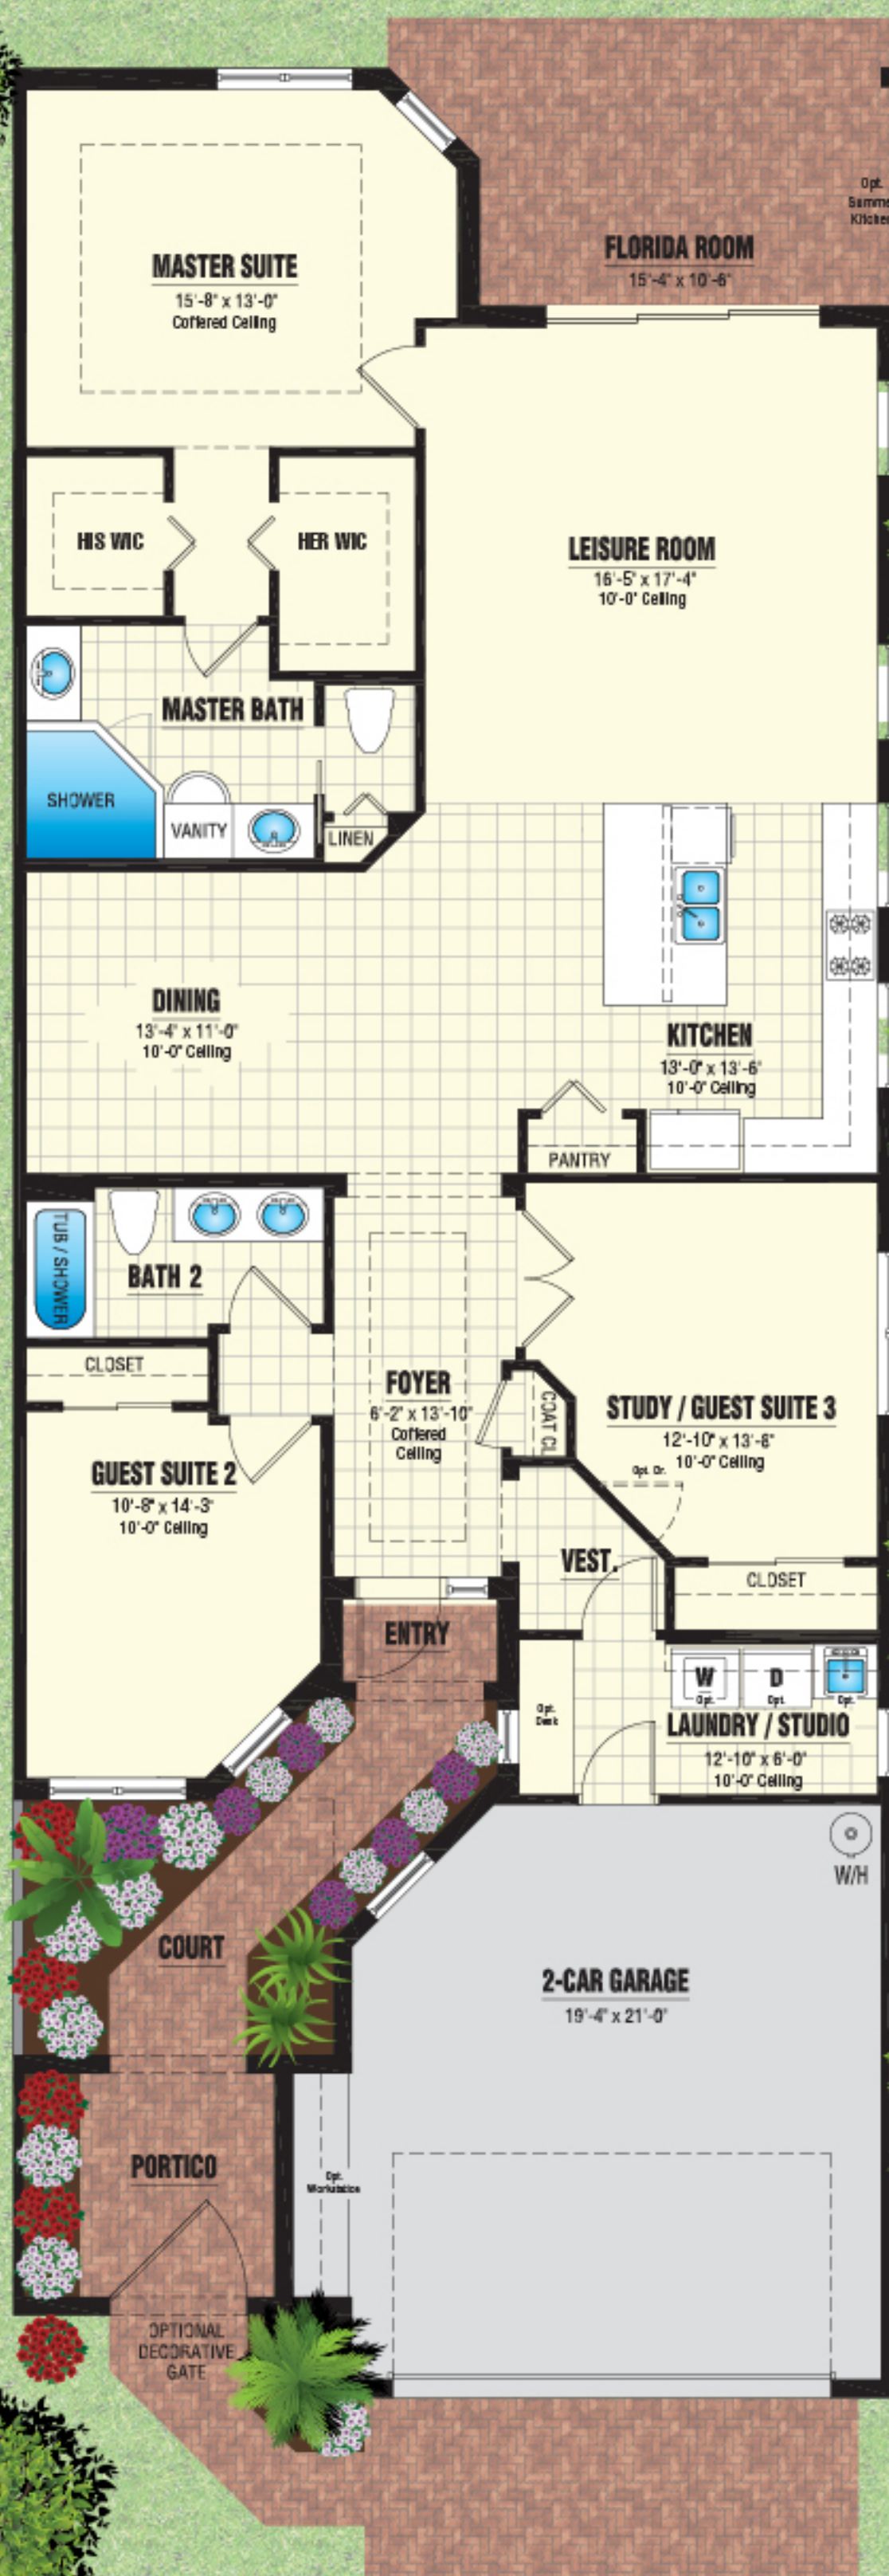 Opt.
Summe
Kitche
FLORIDA ROOM
15'-4" x 10'-6"
MASTER SUITE
15'-8" x 13'-0"
Coffered Ceiling
HIS WIC
HER WIC
LEISURE ROOM
16'-5" x 17'-4"
10'-0" Ceiling
MASTER BATH
SHOWER
VANITY
LINEN
DINING
13'-4" x 11'-0"
10'-0" Ceiling
KITCHEN
13'-0" x 13'-6"
10'-0" Ceiling
PANTRY
TUB / SHOWER
BATH 2
CLOSET
FOYER
6'-2" x 13'-10"
Coffered
Ceiling
COAT CL
STUDY / GUEST SUITE 3
12'-10" x 13'-8"
10'-0" Ceiling
Opt. Dr.
GUEST SUITE 2
10'-8" x 14'-3"
10'-0" Ceiling
VEST.
CLOSET
ENTRY
W
Opt.
D
Opt.
Opt.
Opt.
Desk
LAUNDRY / STUDIO
12'-10" x 6'-0"
10'-0" Ceiling
W/H
COURT
2-CAR GARAGE
19'-4" x 21'-0"
PORTICO
Opt.
Workstation
OPTIONAL
DECORATIVE
GATE